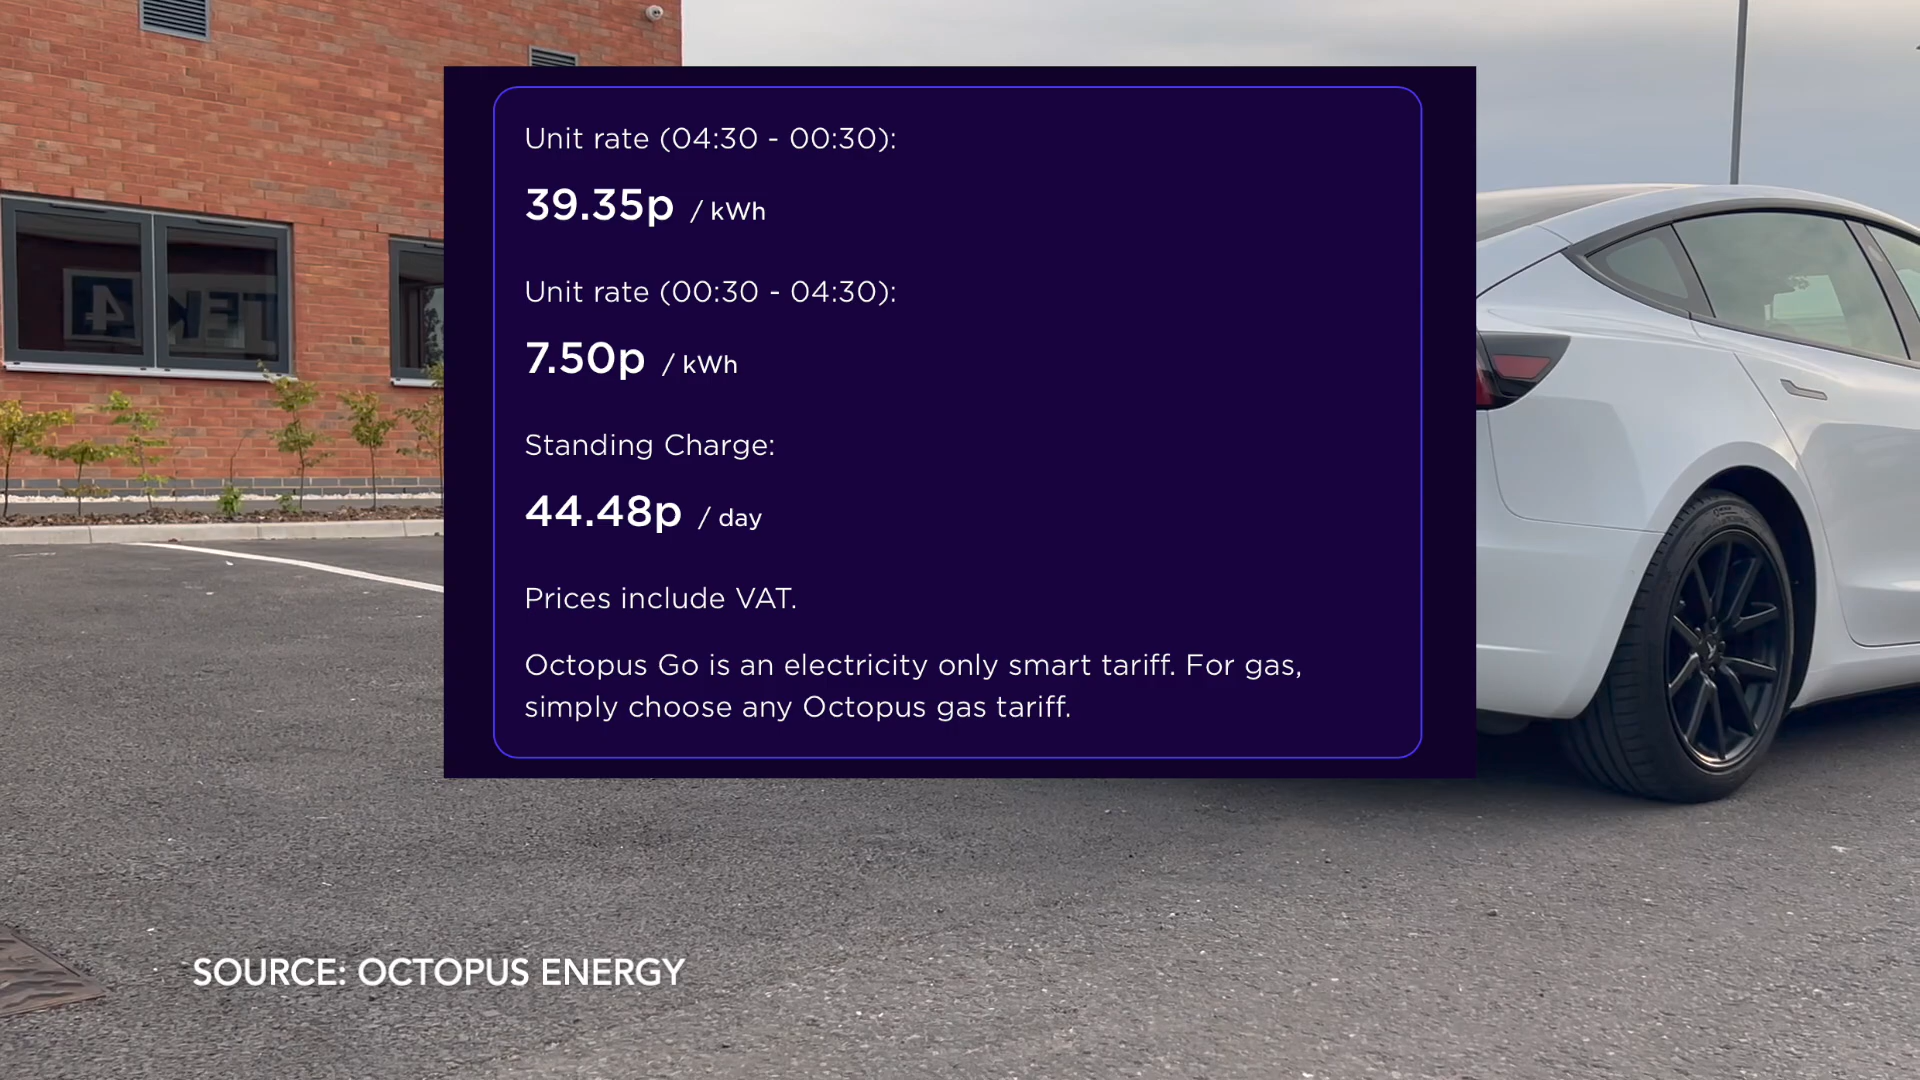 Unit rate (04:30 - 00:30):
39.35p / kWh
Unit rate (00:30 - 04:30):
7.50p / kWh
Standing Charge:
44.48p / day
Prices include VAT.
Octopus Go is an electricity only smart tariff. For gas,
simply choose any Octopus gas tariff.
SOURCE: OCTOPUS ENERGY